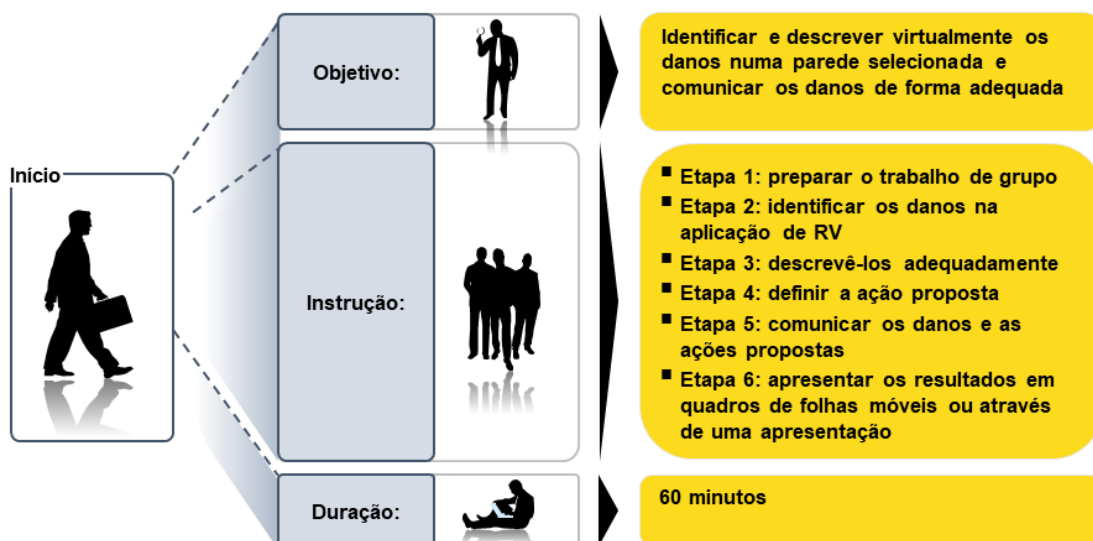 Objetivo:
Identificar e descrever virtualmente os
danos numa parede selecionada e
comunicar os danos de forma adequada
Início
Instrução:
▪ Etapa 1: preparar o trabalho de grupo
▪ Etapa 2: identificar os danos na
aplicação de RV
▪ Etapa 3: descrevê-los adequadamente
▪ Etapa 4: definir a ação proposta
▪ Etapa 5: comunicar os danos e as
ações propostas
▪ Etapa 6: apresentar os resultados em
quadros de folhas móveis ou através
de uma apresentação
Duração:
60 minutos